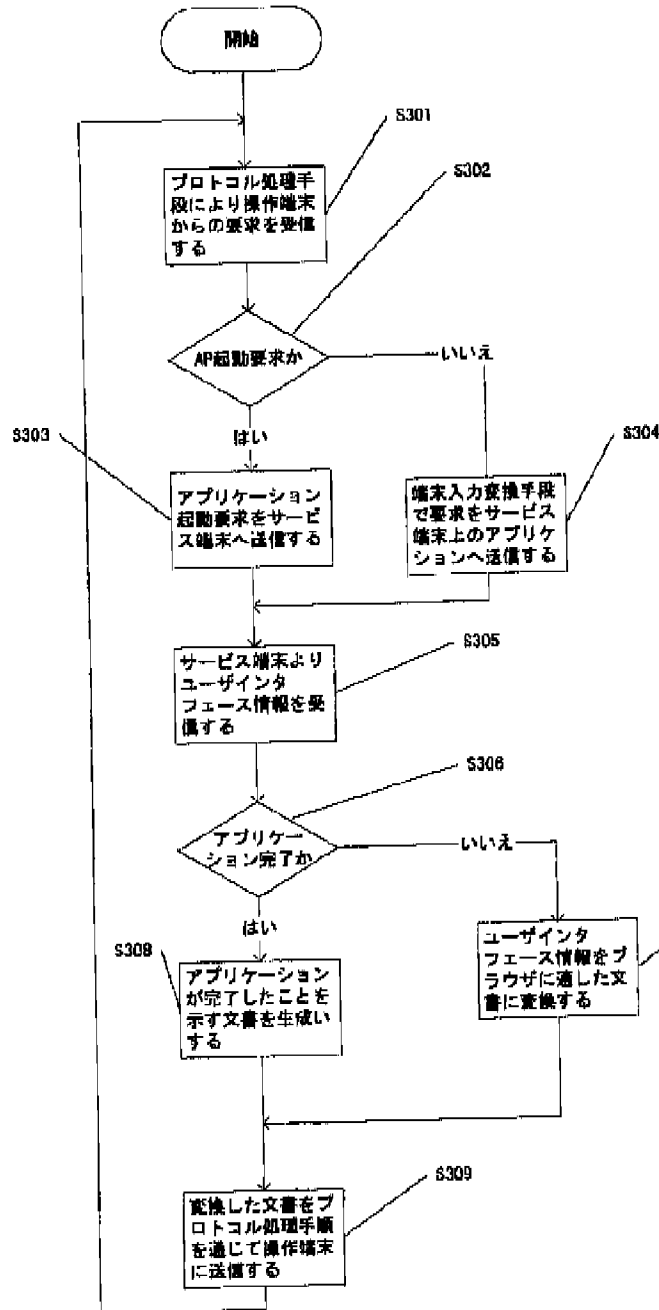 開始
S301
プロトコル処理手
段により操作端末
からの要求を受信
する
S302
AP起動要求か
いいえ
はい
S303
アプリケーション
起動要求をサービ
ス端末へ送信する
S304
端末入力変換手段
で要求をサービス
端末上のアプリケ
ションへ送信する
S305
サービス端末より
ユーザインタ
フェース情報を受
信する
S306
アプリケー
ション完了か
いいえ
はい
S308
アプリケーション
が完了したことを
示す文書を生成い
する
ユーザインタ
フェース情報をブ
ラウザに適した文
書に変換する
S309
変換した文書をプ
ロトコル処理手順
を通じて操作端末
に送信する